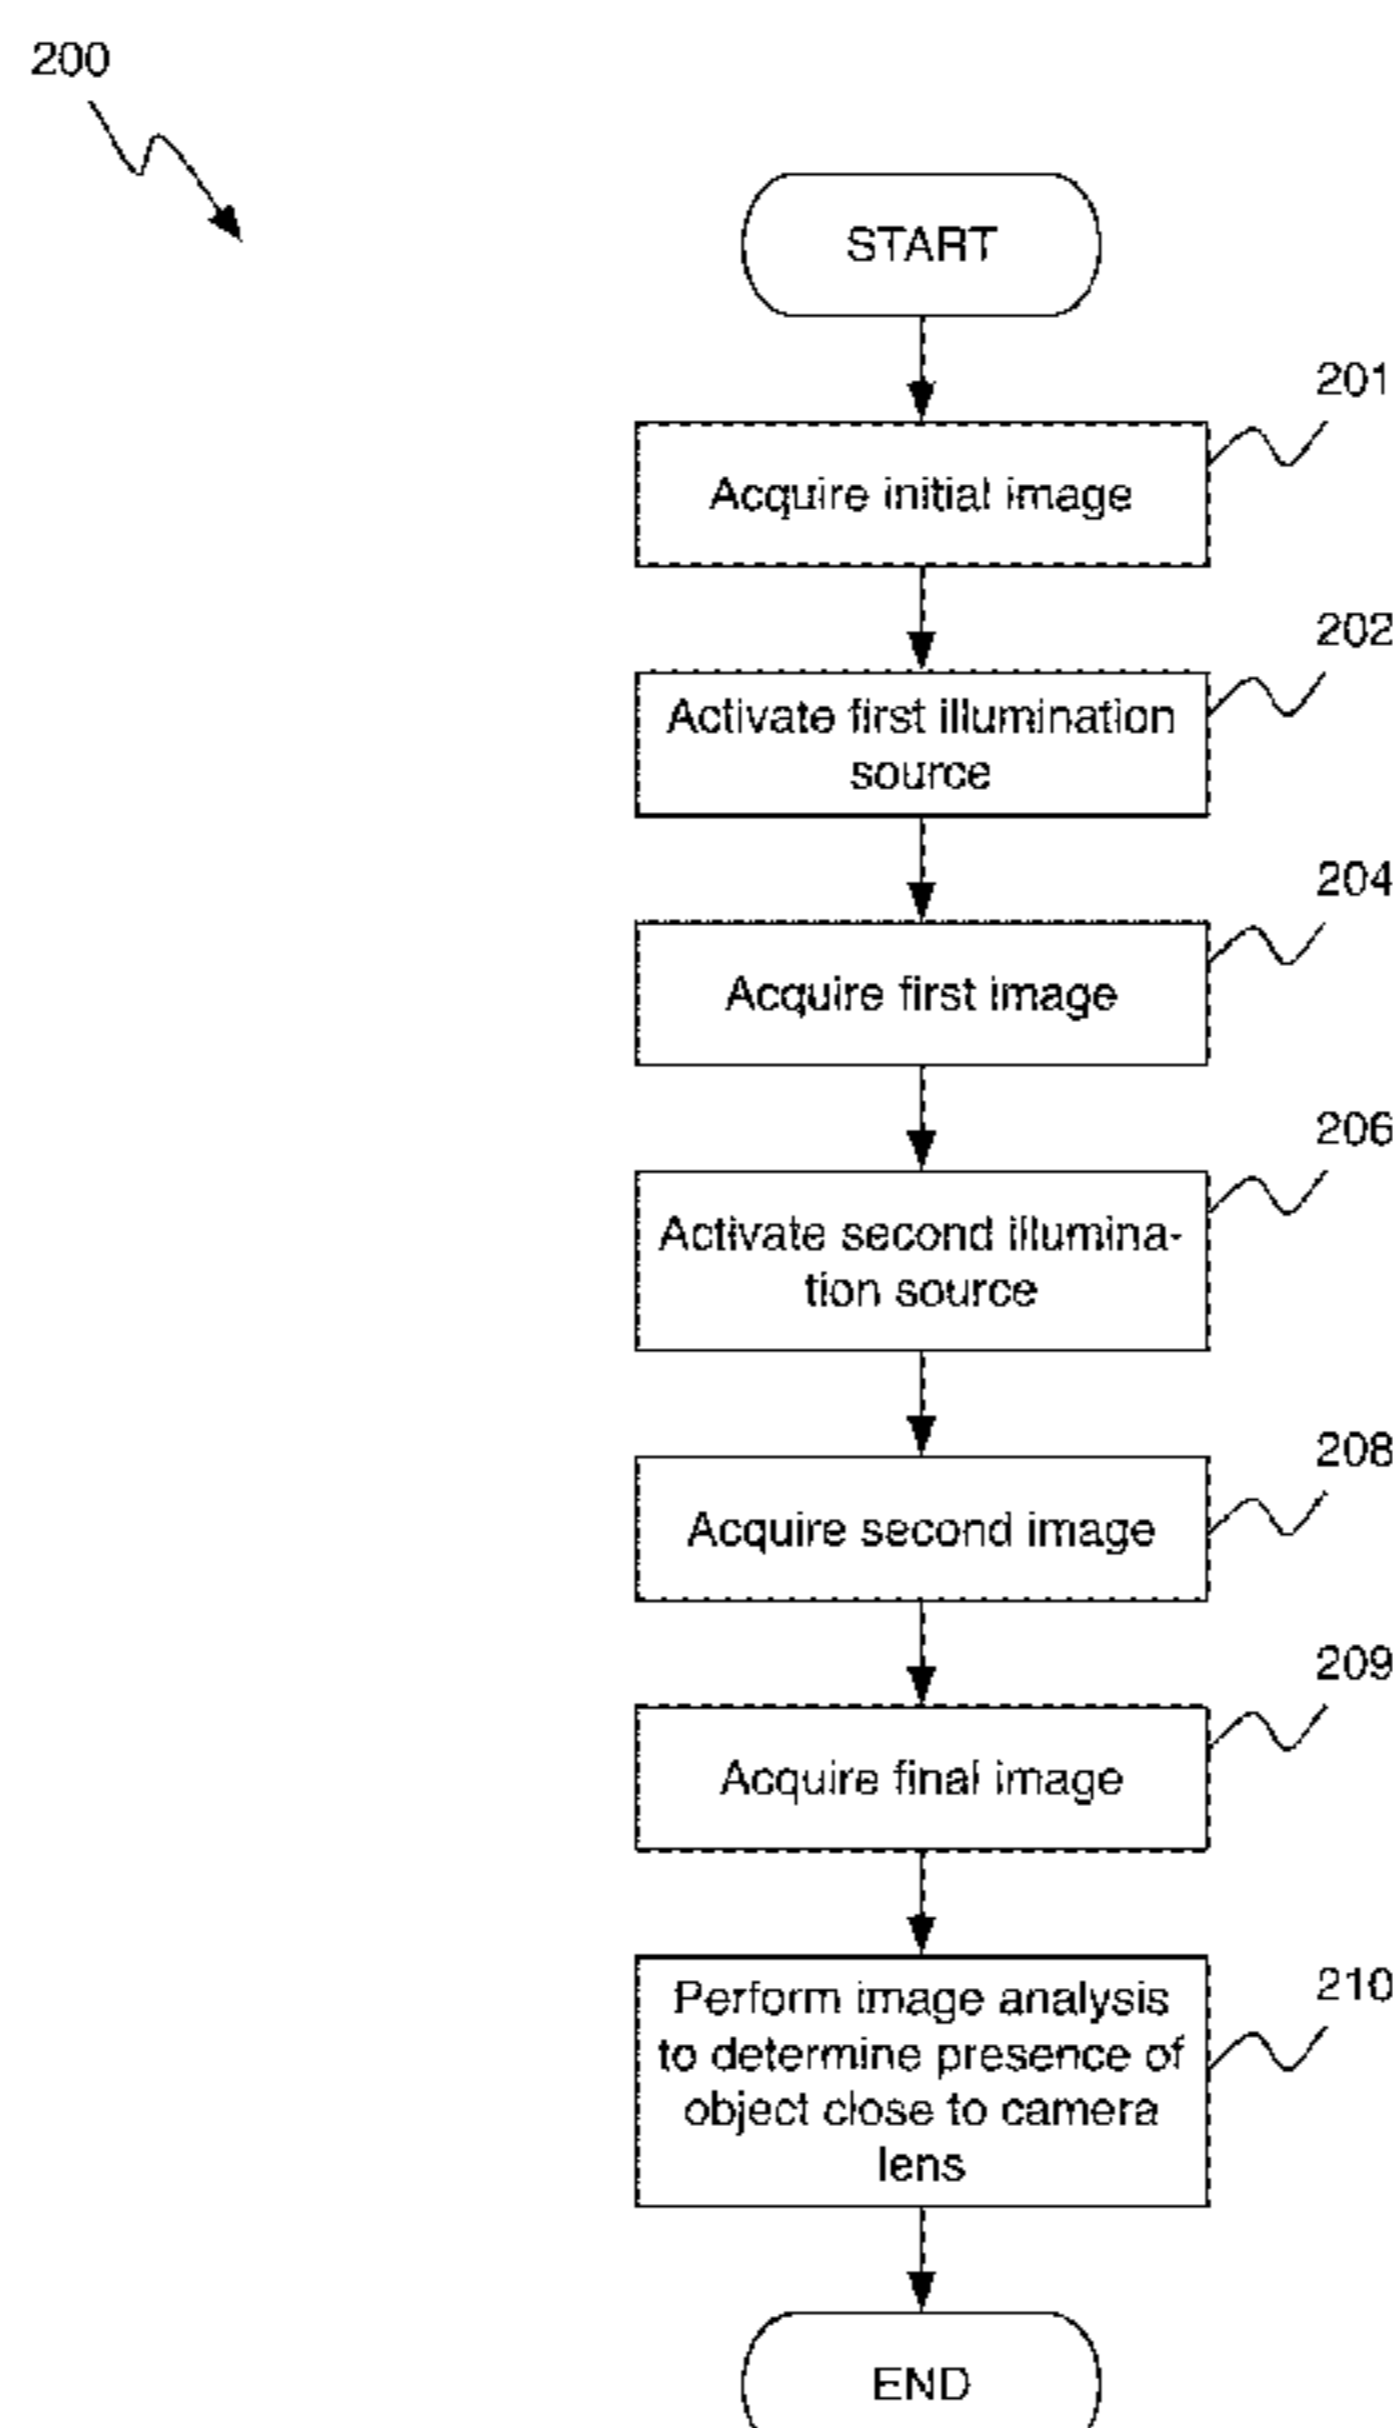 200
START
201
Acquire initial image
202
Activate first illumination
source
204
Acquire first image
206
Activate second illumina-
tion source
208
Acquire second image
209
Acquire final image
210
Perform image analysis
to determine presence of
object close to camera
lens
END